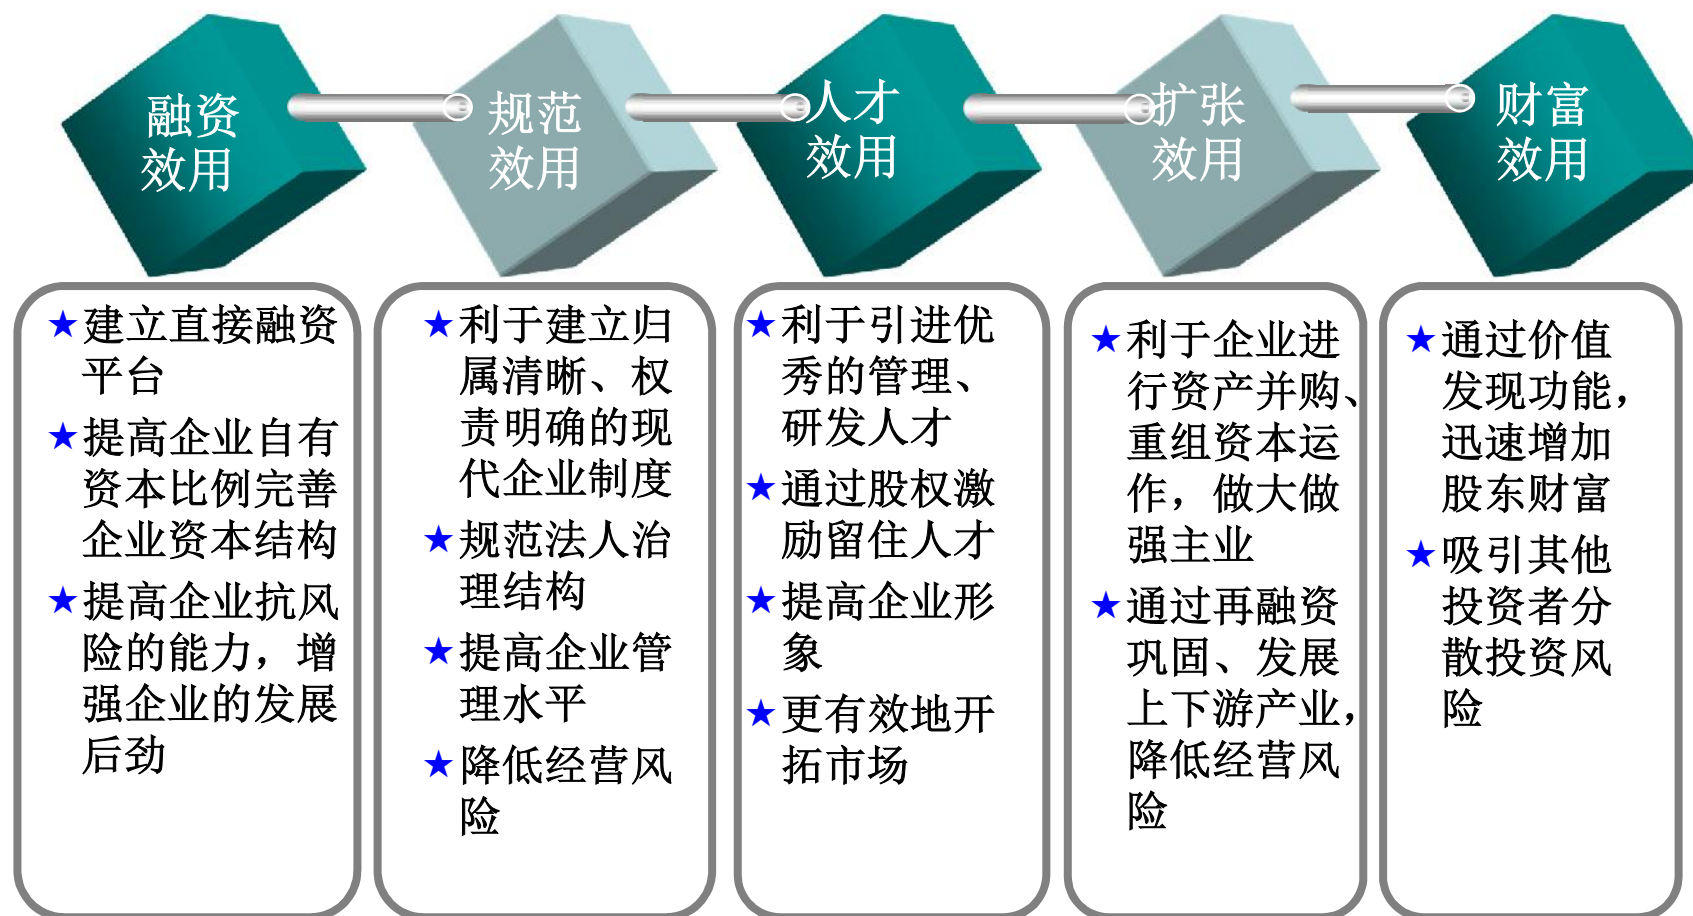 融资
效用
规范
效用
人才
效用
扩张
效用
财富
效用
★建立直接融资
平台
★提高企业自有
资本比例完善
企业资本结构
★提高企业抗风
险的能力，增
强企业的发展
后劲
★利于建立归
属清晰、权
责明确的现
代企业制度
★规范法人治
理结构
★提高企业管
理水平
★降低经营风
险
★利于引进优
秀的管理、
研发人才
★通过股权激
励留住人才
★提高企业形
象
★更有效地开
拓市场
★利于企业进
行资产并购、
重组资本运
作，做大做
强主业
★通过再融资
巩固、发展
上下游产业，
降低经营风
险
★通过价值
发现功能，
迅速增加
股东财富
★吸引其他
投资者分
散投资风
险